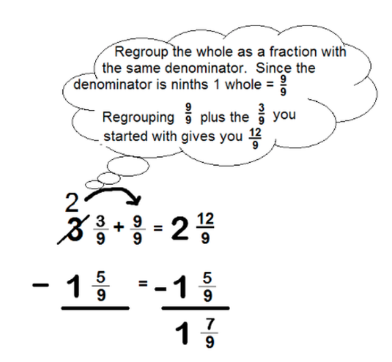 Regroup the whole as a fraction with
the same denominator. Since the
denominator is ninths 1 whole = 9/9
Regrouping 9/9 plus the 3/9 you
started with gives you 12/9
2
3 3/9 + 9/9 = 2 12/9
- 1 5/9 = - 1 5/9
1 7/9